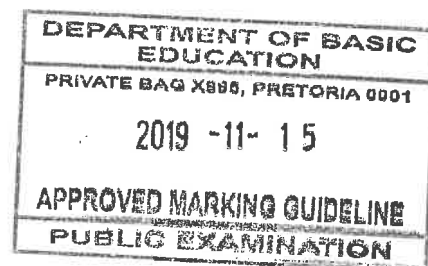 DEPARTMENT OF BASIC
EDUCATION
PRIVATE BAG X895, PRETORIA 0001
2019 -11- 15
APPROVED MARKING GUIDELINE
PUBLIC EXAMINATION